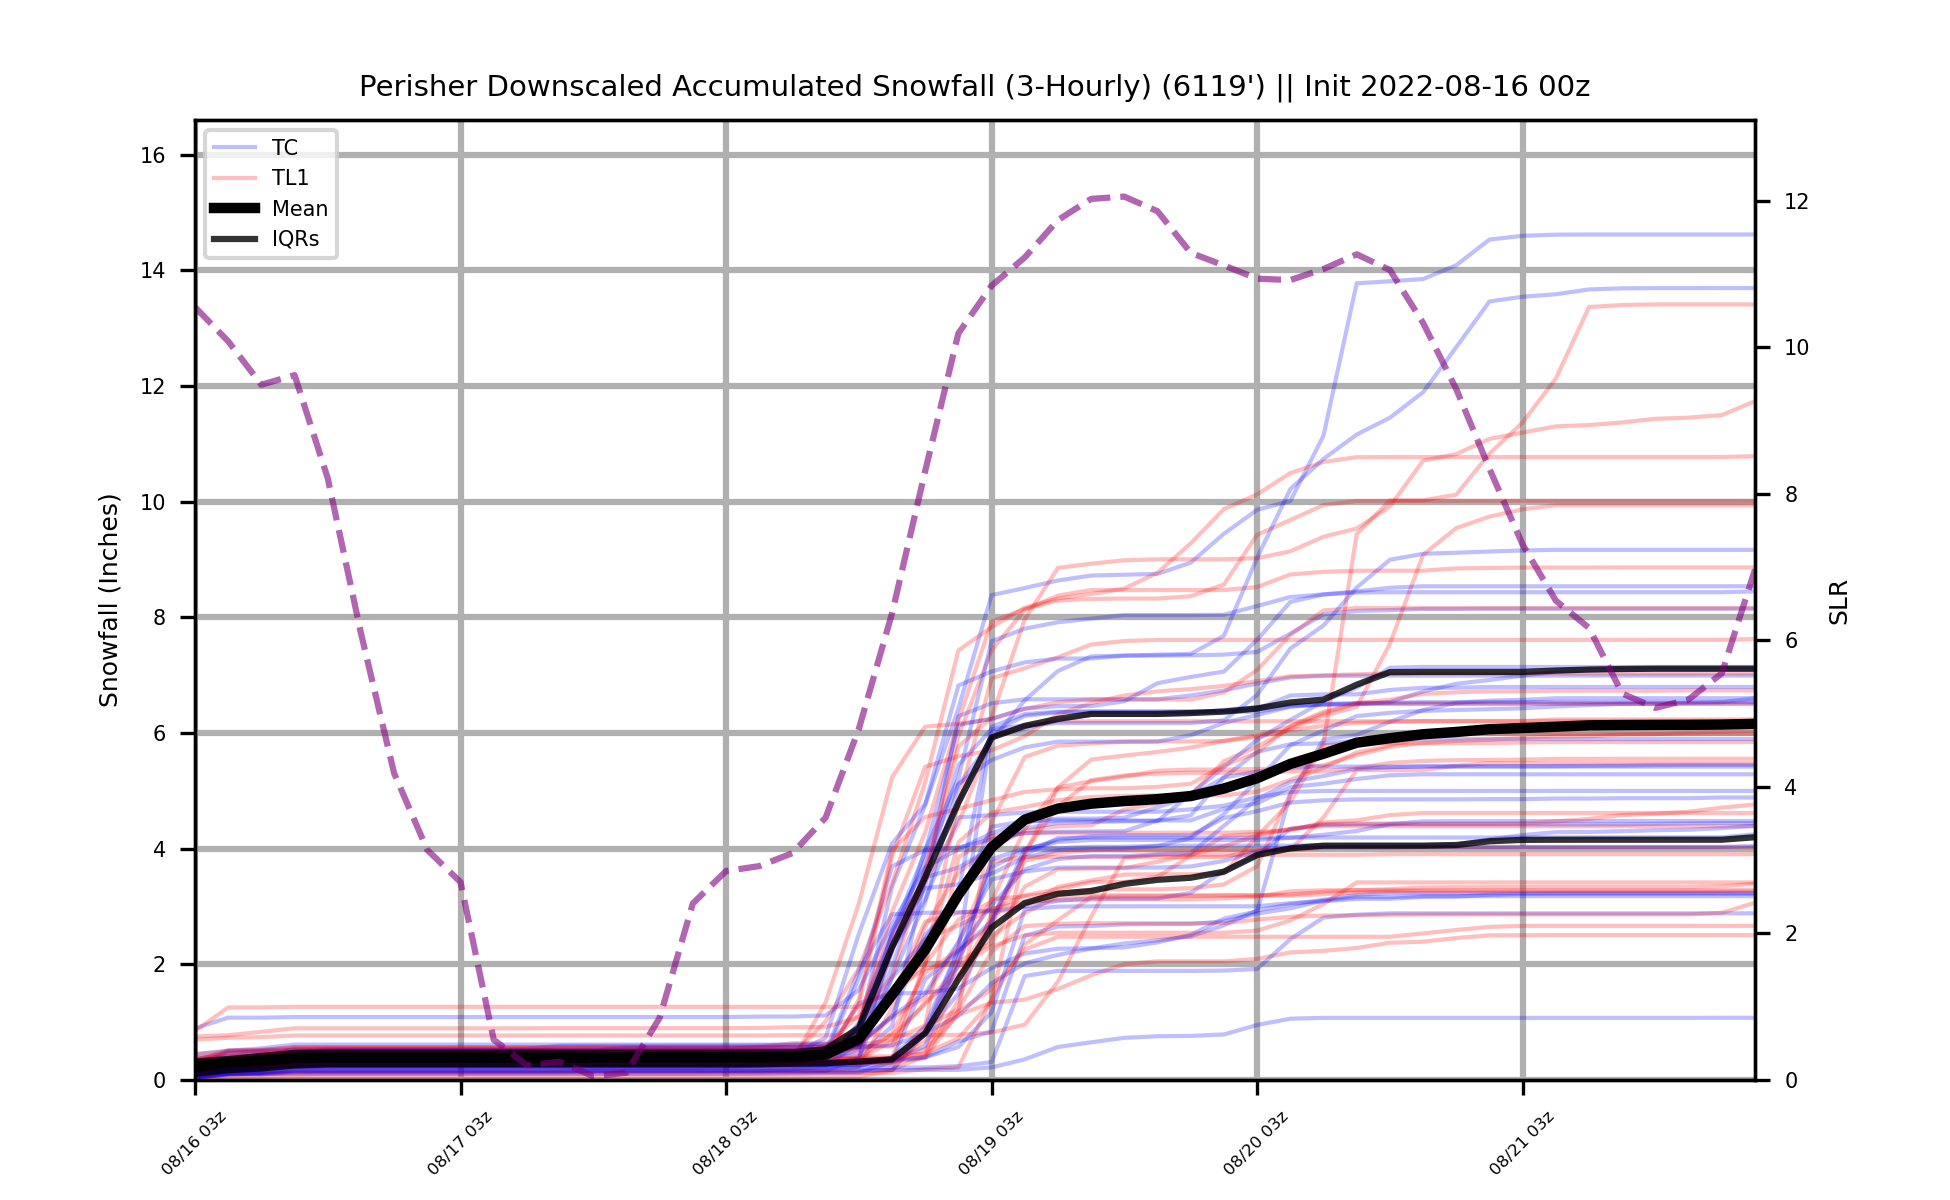 Perisher Downscaled Accumulated Snowfall (3-Hourly) (6119') || Init 2022-08-16 00z
TC
TL1
Mean
IQRs
Snowfall (Inches)
16
14
12
10
8
6
4
2
0
SLR
12
10
8
6
4
2
0
08/16 03z
08/17 03z
08/18 03z
08/19 03z
08/20 03z
08/21 03z